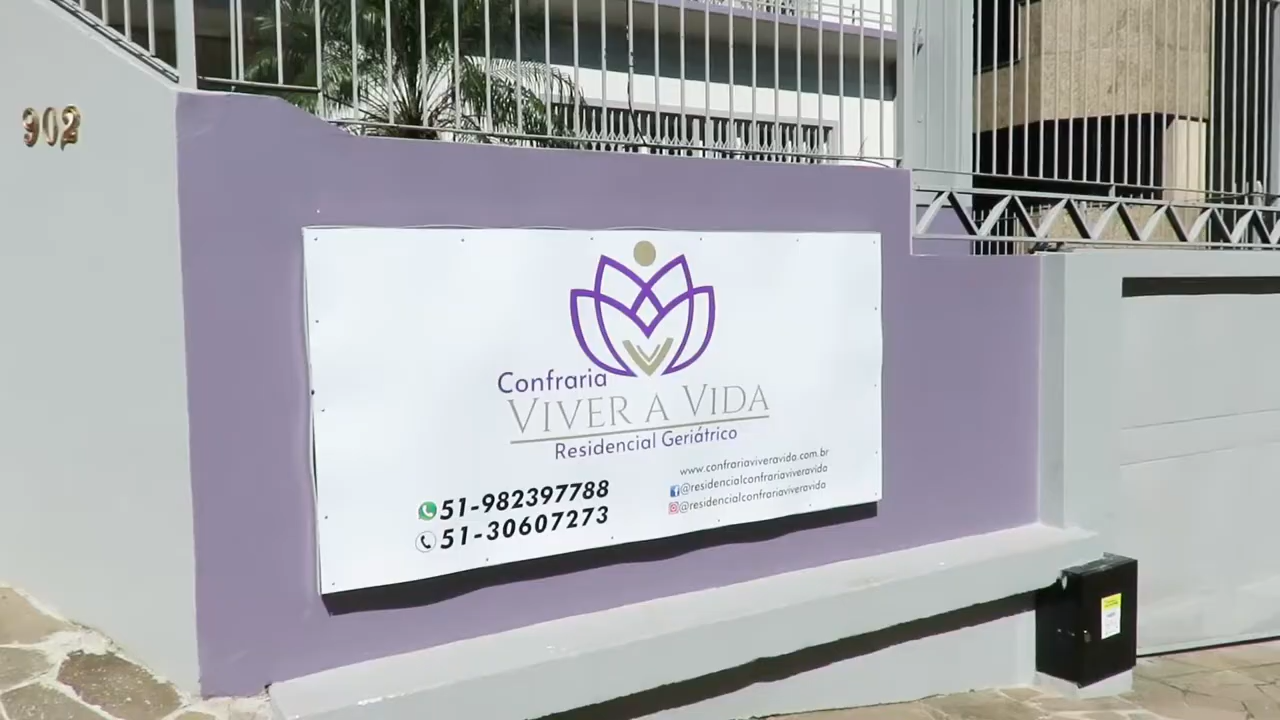 902
Confraria
VIVER A VIDA
Residencial Geriátrico
www.confrariaviveravida.com.br
@residencialconfrariaviveravida
@residencialconfrariaviveravida
51-982397788
51-30607273